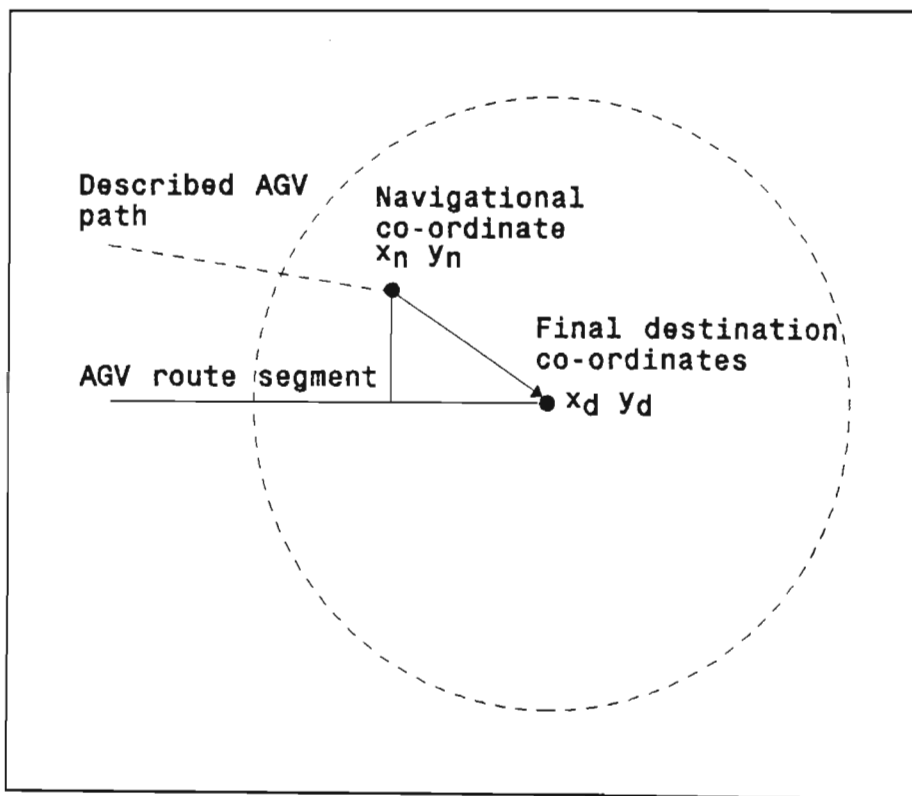 Described AGV
path
Navigational
co-ordinate
xn yn
Final destination
co-ordinates
AGV route segment
xd yd